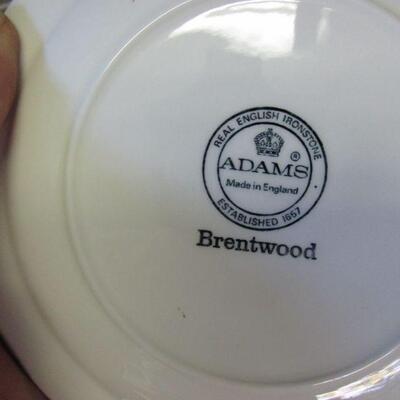 REAL ENGLISH IRONSTONE
ADAMS ®
Made in England
ESTABLISHED 1657
Brentwood